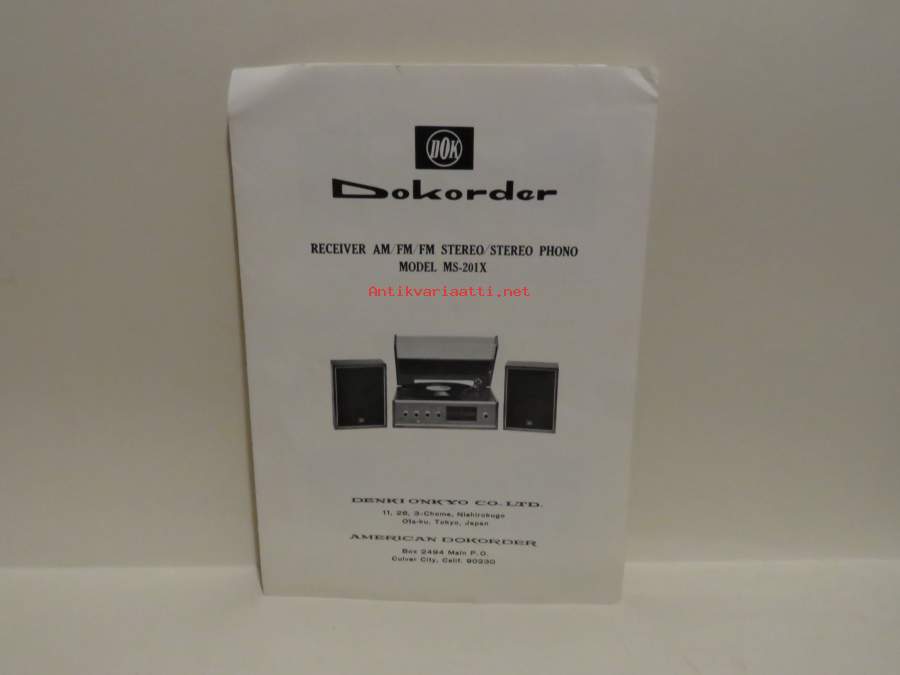 DOK
Dokorder
RECEIVER AM/FM/FM STEREO/STEREO PHONO
MODEL MS-201X
Antikvariaatti.net
DENKI ONKYO CO. LTD.
11, 26, 3-Chome, Nishirokugo
Ota-ku, Tokyo, Japan
AMERICAN DOKORDER
Box 2494 Main P.O.
Culver City, Calif. 90230